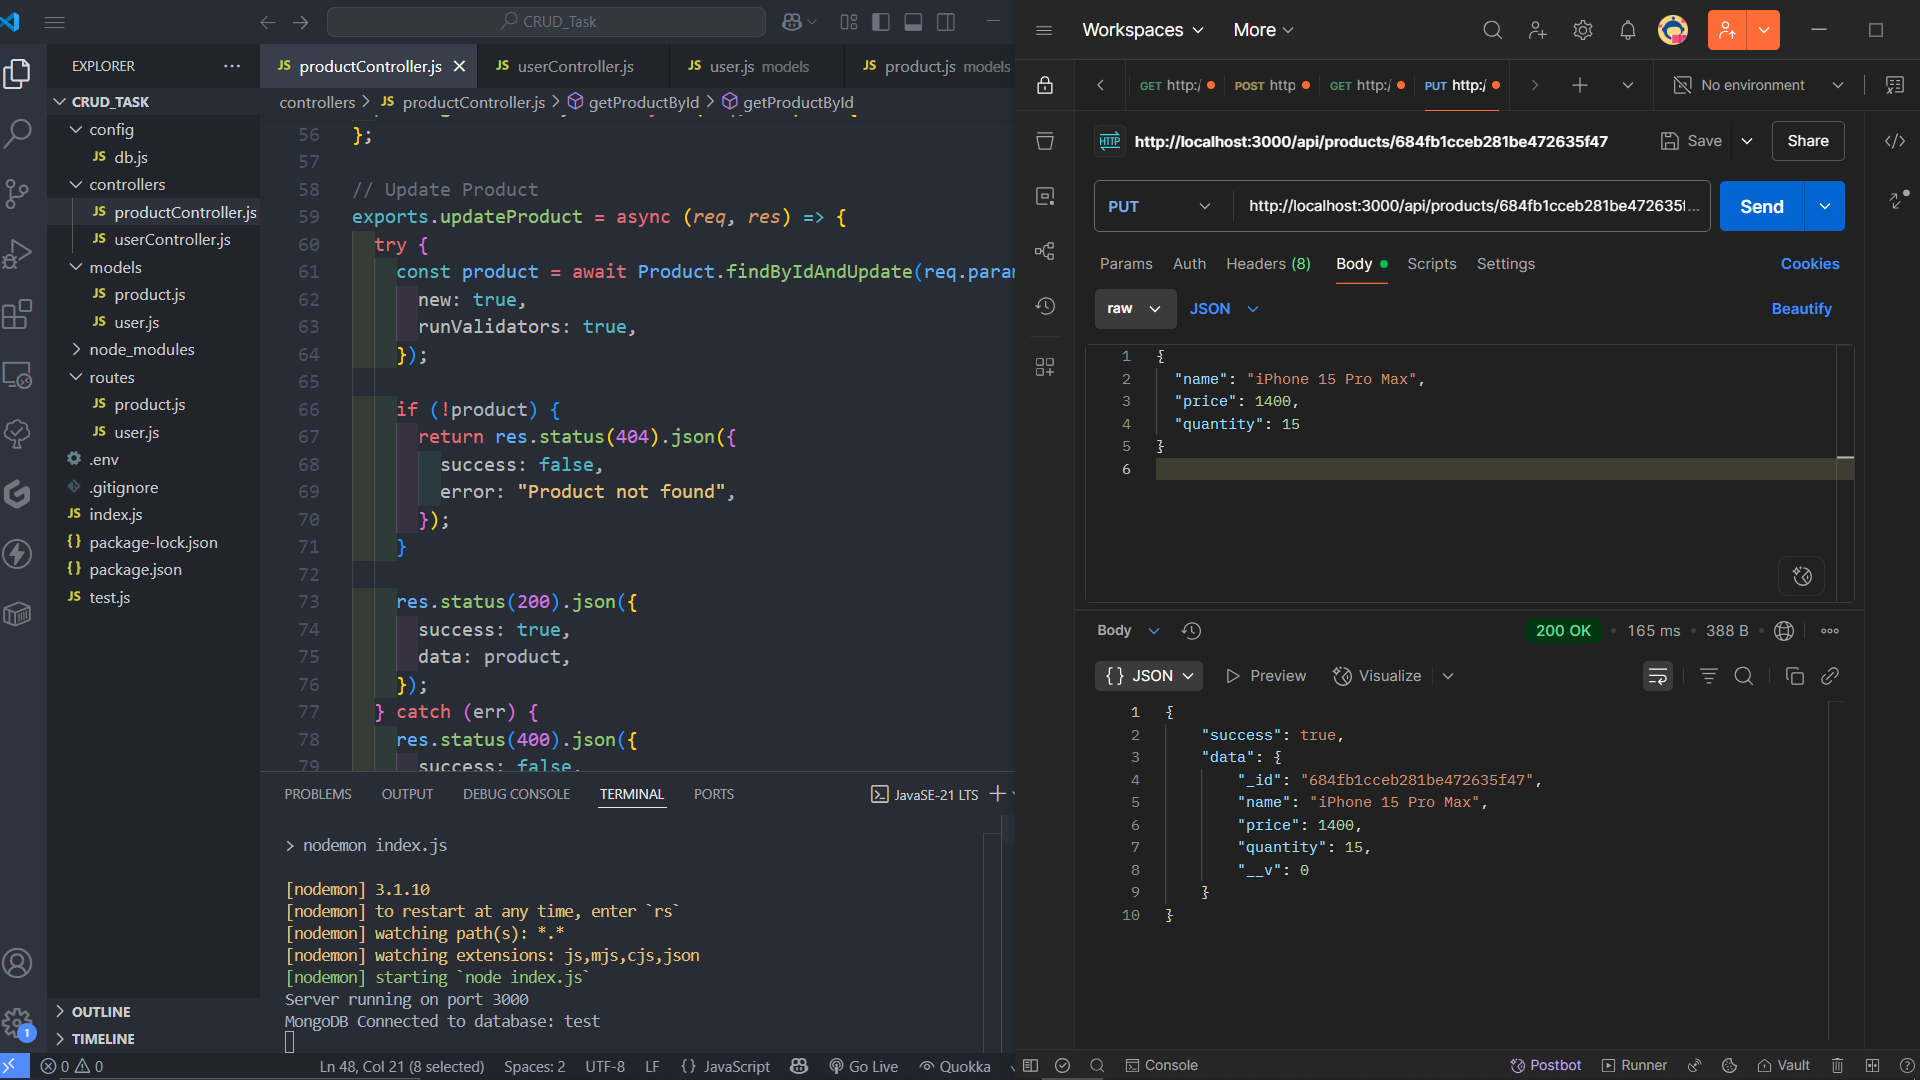 CRUD_Task
EXPLORER
CRUD_TASK
config
JS db.js
controllers
JS productController.js
JS userController.js
models
JS product.js
JS user.js
node_modules
routes
JS product.js
JS user.js
.env
.gitignore
JS index.js
{} package-lock.json
{} package.json
JS test.js
OUTLINE
TIMELINE
1
JS productController.js
JS userController.js
JS user.js models
JS product.js models
controllers > JS productController.js > getProductById > getProductById
56 };
57
58 // Update Product
59 exports.updateProduct = async (req, res) => {
60 try {
61 const product = await Product.findByIdAndUpdate(req.param
62 new: true,
63 runValidators: true,
64 });
65
66 if (!product) {
67 return res.status(404).json({
68 success: false,
69 error: "Product not found",
70 });
71 }
72
73 res.status(200).json({
74 success: true,
75 data: product,
76 });
77 } catch (err) {
78 res.status(400).json({
79 success: false,
PROBLEMS OUTPUT DEBUG CONSOLE TERMINAL PORTS JavaSE-21 LTS
> nodemon index.js
[nodemon] 3.1.10
[nodemon] to restart at any time, enter `rs`
[nodemon] watching path(s): *.*
[nodemon] watching extensions: js,mjs,cjs,json
[nodemon] starting `node index.js`
Server running on port 3000
MongoDB Connected to database: test
0 0 Ln 48, Col 21 (8 selected) Spaces: 2 UTF-8 LF {} JavaScript Go Live Quokka
Workspaces More
GET http:/ POST http GET http:/ PUT http:/ No environment
HTTP http://localhost:3000/api/products/684fb1cceb281be472635f47 Save Share
PUT http://localhost:3000/api/products/684fb1cceb281be472635f... Send
Params Auth Headers (8) Body Scripts Settings Cookies
raw JSON Beautify
1 {
2 "name": "iPhone 15 Pro Max",
3 "price": 1400,
4 "quantity": 15
5 }
6
Body 200 OK 165 ms 388 B
{} JSON Preview Visualize
1 {
2 "success": true,
3 "data": {
4 "_id": "684fb1cceb281be472635f47",
5 "name": "iPhone 15 Pro Max",
6 "price": 1400,
7 "quantity": 15,
8 "__v": 0
9 }
10 }
Console Postbot Runner Vault